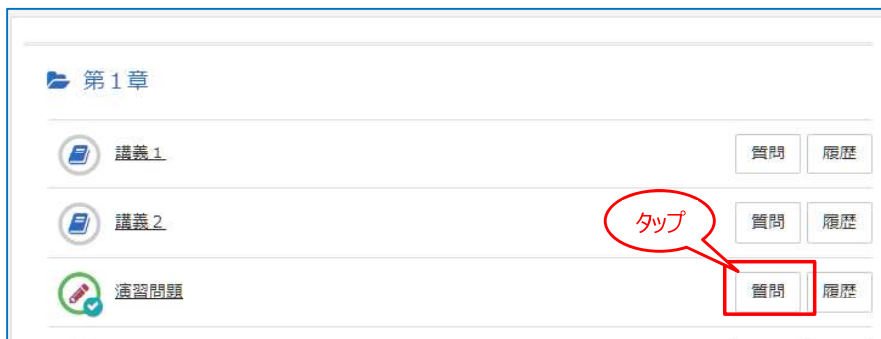 第1章
講義1 質問 履歴
講義2 タップ 質問 履歴
演習問題 質問 履歴